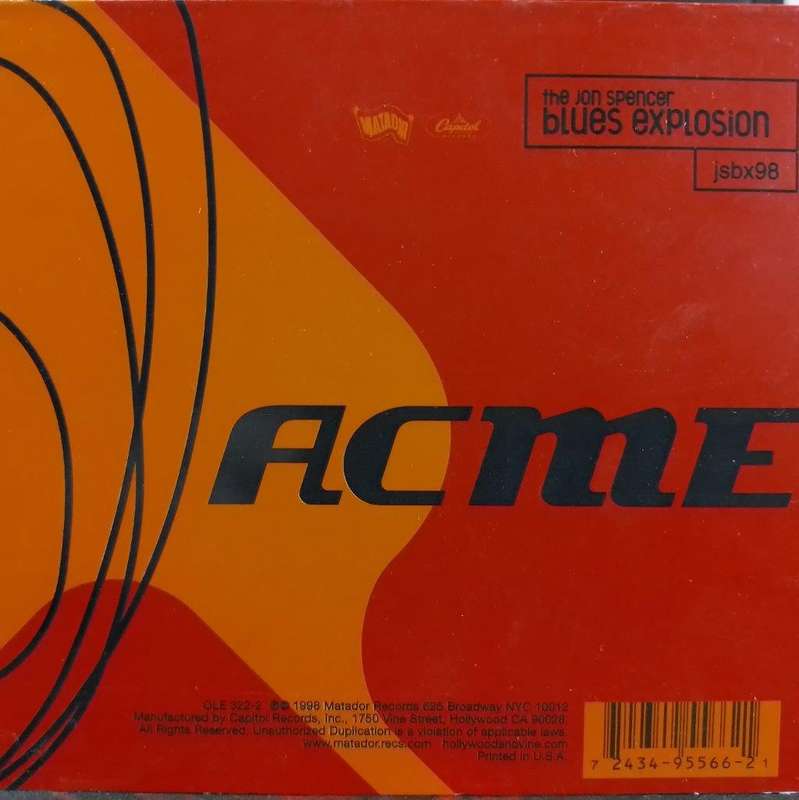 the Jon Spencer
blues explosion
jsbx98
MATADOR
Capitol
RECORDS
ACME
OLE 322-2 ℗© 1998 Matador Records 625 Broadway NYC 10012
Manufactured by Capitol Records, Inc., 1750 Vine Street, Hollywood CA 90028.
All Rights Reserved. Unauthorized Duplication is a violation of applicable laws.
www.matador.recs.com hollywoodandvine.com
Printed in U.S.A.
7 2434-95566-2 1